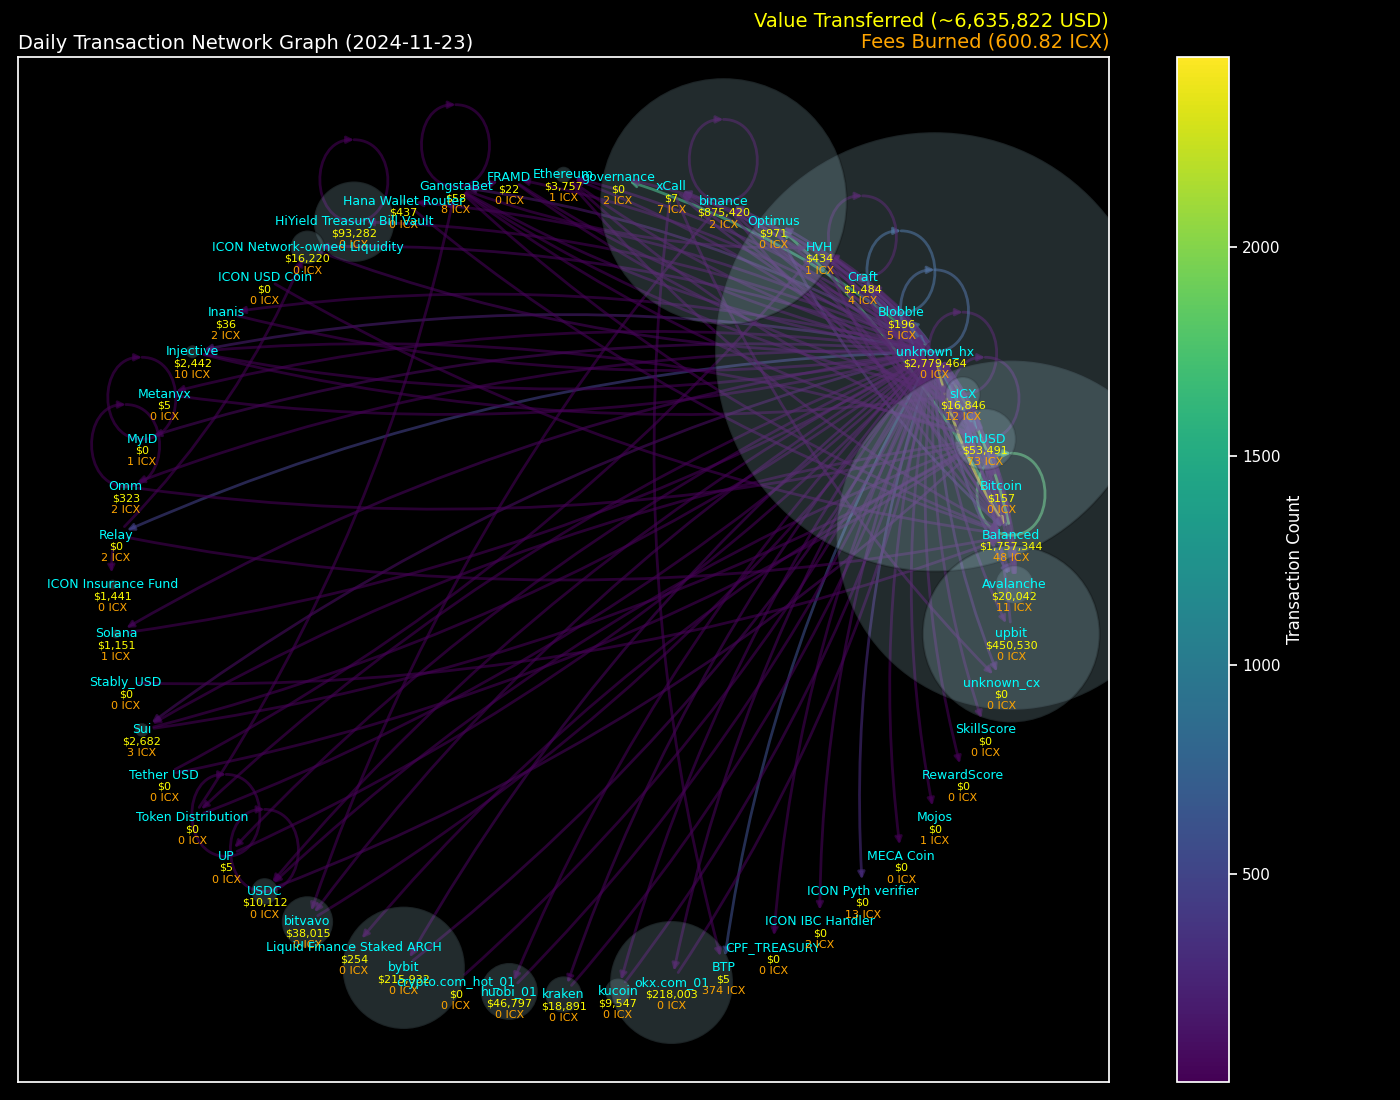 Value Transferred (~6,635,822 USD)
Daily Transaction Network Graph (2024-11-23)
Fees Burned (600.82 ICX)
GangstaBet
$58
8 ICX
FRAMD
$22
0 ICX
Ethereum
$3,757
1 ICX
governance
$0
2 ICX
xCall
$7
7 ICX
binance
$875,420
2 ICX
Optimus
$971
0 ICX
HVH
$434
1 ICX
Craft
$1,484
4 ICX
Blobble
$196
5 ICX
unknown_hx
$2,779,464
0 ICX
sICX
$16,846
12 ICX
bnUSD
$53,491
13 ICX
Bitcoin
$157
0 ICX
Balanced
$1,757,344
48 ICX
Avalanche
$20,042
11 ICX
upbit
$450,530
0 ICX
unknown_cx
$0
0 ICX
SkillScore
$0
0 ICX
RewardScore
$0
0 ICX
Mojos
$0
1 ICX
MECA Coin
$0
0 ICX
ICON Pyth verifier
$0
13 ICX
ICON IBC Handler
$0
ICX
CPF_TREASURY
$0
0 ICX
BTP
$5
374 ICX
okx.com_01
$218,003
0 ICX
kucoin
$9,547
0 ICX
kraken
$18,891
0 ICX
huobi_01
$46,797
0 ICX
crypto.com_hot_01
$0
0 ICX
bybit
$215,932
0 ICX
Liquid Finance Staked ARCH
$254
0 ICX
bitvavo
$38,015
0 ICX
USDC
$10,112
0 ICX
UP
$5
0 ICX
Token Distribution
$0
0 ICX
Tether USD
$0
0 ICX
Sui
$2,682
3 ICX
Stably_USD
$0
0 ICX
Solana
$1,151
1 ICX
ICON Insurance Fund
$1,441
0 ICX
Relay
$0
2 ICX
Omm
$323
2 ICX
MyID
$0
1 ICX
Metanyx
$5
0 ICX
Injective
$2,442
10 ICX
Inanis
$36
2 ICX
ICON USD Coin
$0
0 ICX
ICON Network-owned Liquidity
$16,220
0 ICX
HiYield Treasury Bill Vault
$93,282
0 ICX
Hana Wallet Router
$437
0 ICX
2000
1500
1000
500
Transaction Count